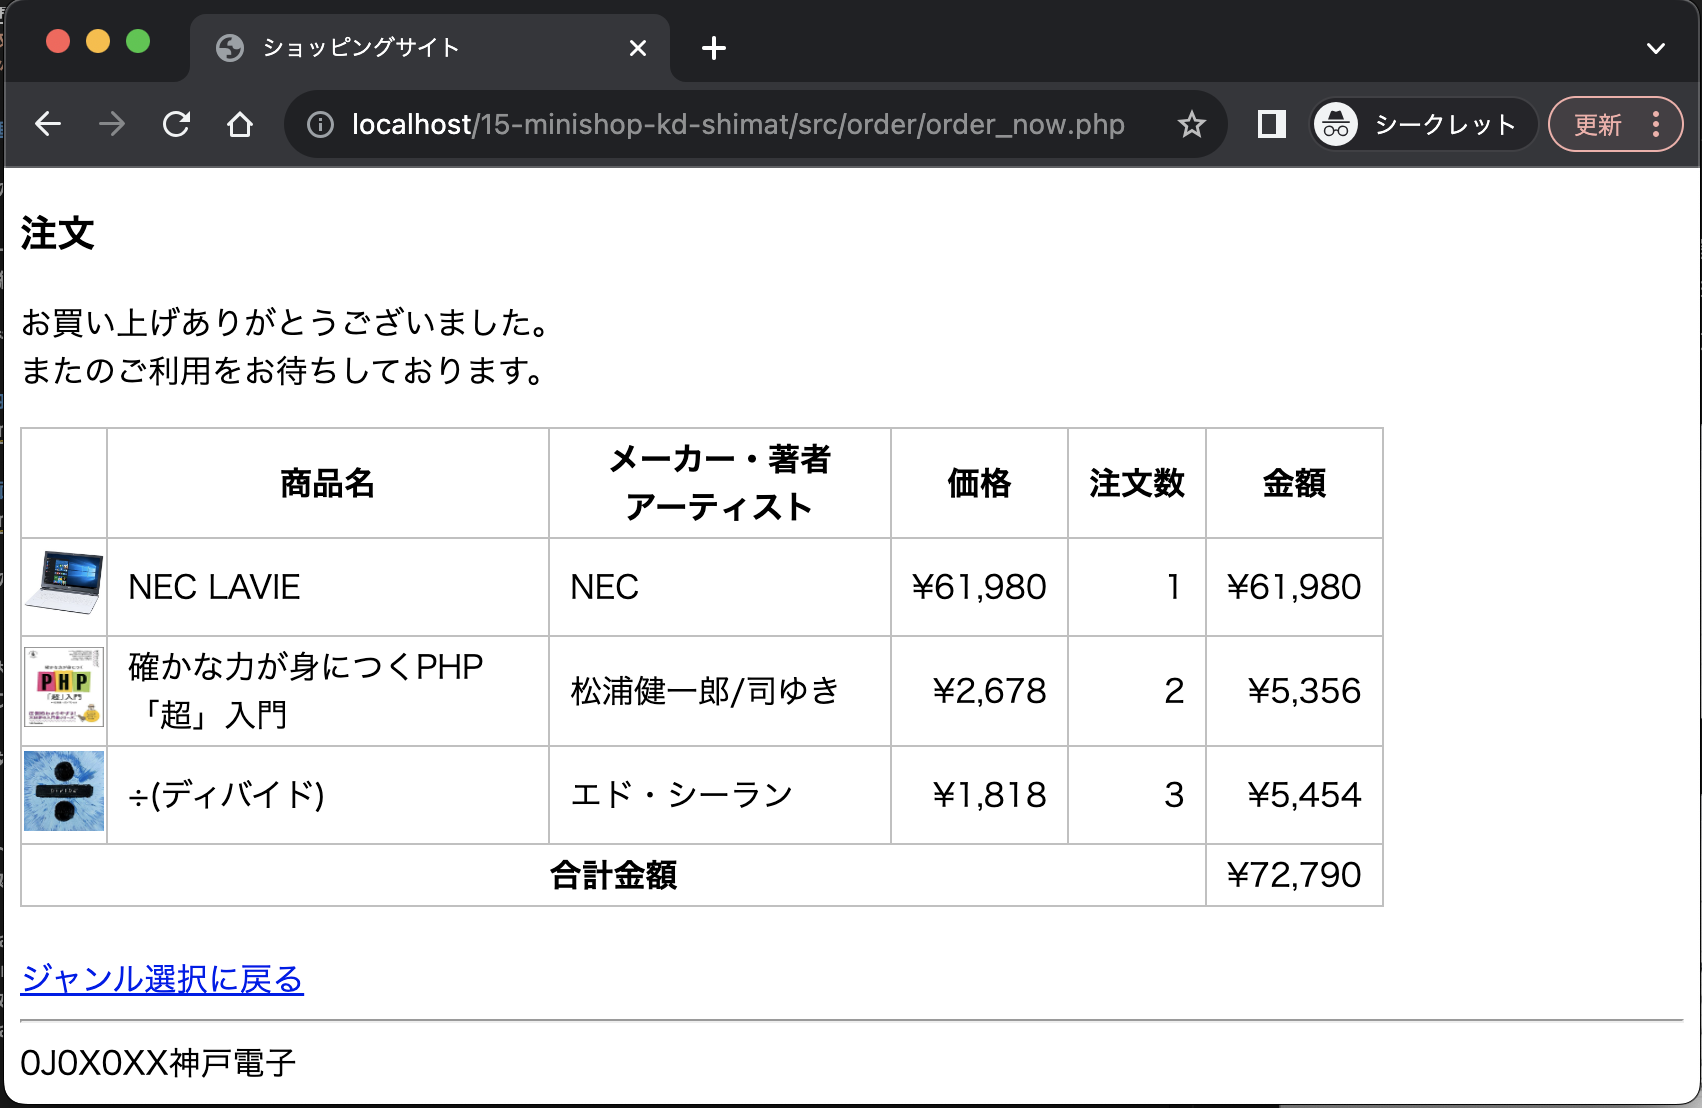 ショッピングサイト
localhost/15-minishop-kd-shimat/src/order/order_now.php
シークレット
更新
注文
お買い上げありがとうございました。
またのご利用をお待ちしております。
商品名
メーカー・著者
アーティスト
価格
注文数
金額
NEC LAVIE
NEC
¥61,980
1
¥61,980
PHP
「超」入門
確かな力が身につくPHP
「超」入門
松浦健一郎/司ゆき
¥2,678
2
¥5,356
÷(ディバイド)
エド・シーラン
¥1,818
3
¥5,454
合計金額
¥72,790
ジャンル選択に戻る
0J0X0XX神戸電子